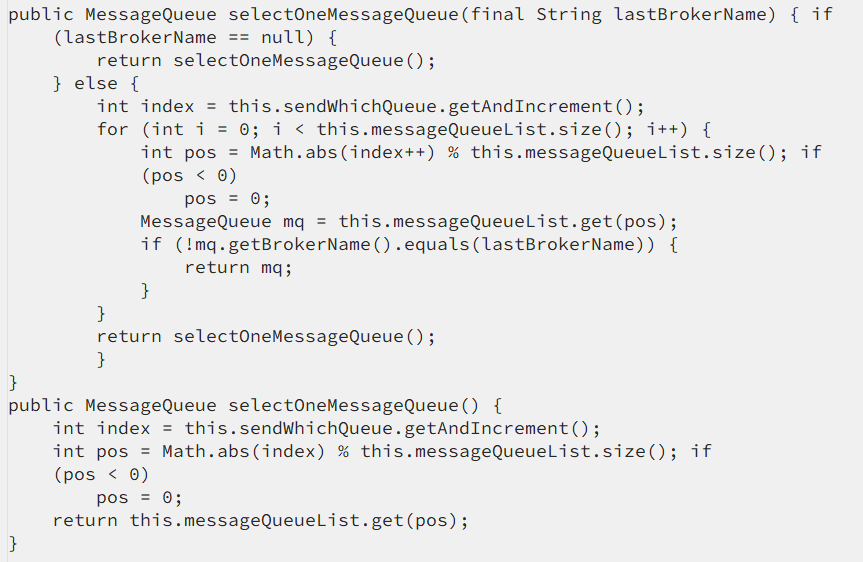 public MessageQueue selectOneMessageQueue(final String lastBrokerName) { if
    (lastBrokerName == null) {
        return selectOneMessageQueue();
    } else {
        int index = this.sendWhichQueue.getAndIncrement();
        for (int i = 0; i < this.messageQueueList.size(); i++) {
            int pos = Math.abs(index++) % this.messageQueueList.size(); if
            (pos < 0)
                pos = 0;
            MessageQueue mq = this.messageQueueList.get(pos);
            if (!mq.getBrokerName().equals(lastBrokerName)) {
                return mq;
            }
        }
        return selectOneMessageQueue();
        }
}
public MessageQueue selectOneMessageQueue() {
    int index = this.sendWhichQueue.getAndIncrement();
    int pos = Math.abs(index) % this.messageQueueList.size(); if
    (pos < 0)
        pos = 0;
    return this.messageQueueList.get(pos);
}